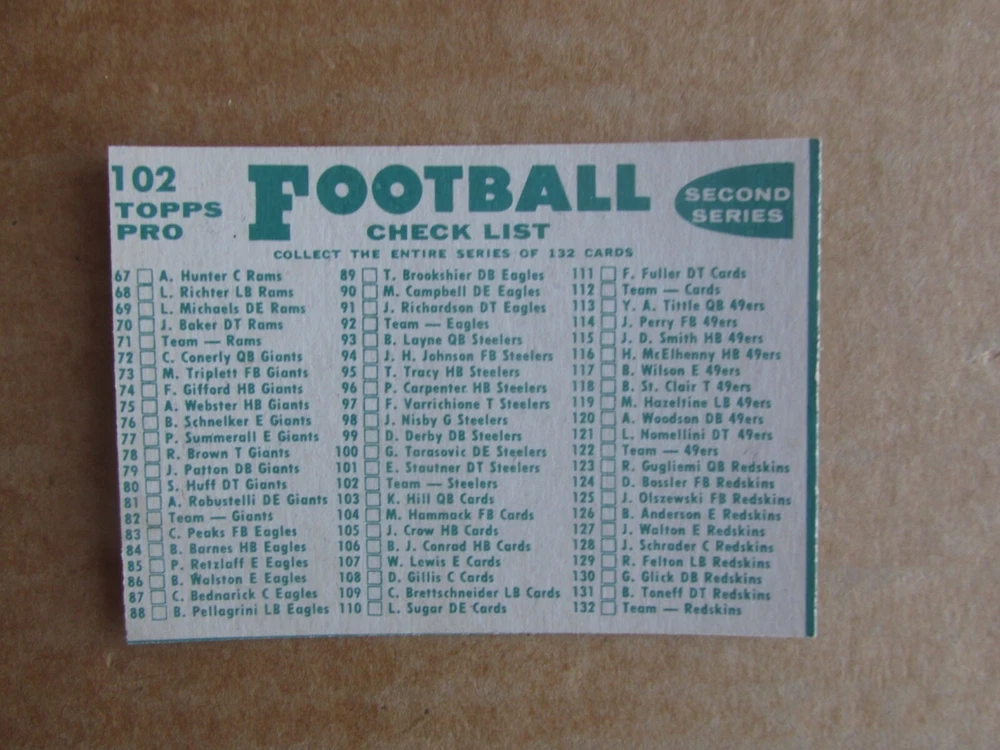 102
TOPPS
PRO
FOOTBALL
CHECK LIST
SECOND
SERIES
COLLECT THE ENTIRE SERIES OF 132 CARDS
67 A. Hunter C Rams
68 L. Richter LB Rams
69 L. Michaels DE Rams
70 J. Baker DT Rams
71 Team — Rams
72 C. Conerly QB Giants
73 M. Triplett FB Giants
74 F. Gifford HB Giants
75 A. Webster HB Giants
76 B. Schnelker E Giants
77 P. Summerall E Giants
78 R. Brown T Giants
79 J. Patton DB Giants
80 S. Huff DT Giants
81 A. Robustelli DE Giants
82 Team — Giants
83 C. Peaks FB Eagles
84 B. Barnes HB Eagles
85 P. Retzlaff E Eagles
86 B. Walston E Eagles
87 C. Bednarick C Eagles
88 B. Pellagrini LB Eagles
89 T. Brookshier DB Eagles
90 M. Campbell DE Eagles
91 J. Richardson DT Eagles
92 Team — Eagles
93 B. Layne QB Steelers
94 J. H. Johnson FB Steelers
95 T. Tracy HB Steelers
96 P. Carpenter HB Steelers
97 F. Varrichione T Steelers
98 J. Nisby G Steelers
99 D. Derby DB Steelers
100 G. Tarasovic DE Steelers
101 E. Stautner DT Steelers
102 Team — Steelers
103 K. Hill QB Cards
104 M. Hammack FB Cards
105 J. Crow HB Cards
106 B. J. Conrad HB Cards
107 W. Lewis E Cards
108 D. Gillis C Cards
109 C. Brettschneider LB Cards
110 L. Sugar DE Cards
111 F. Fuller DT Cards
112 Team — Cards
113 Y. A. Tittle QB 49ers
114 J. Perry FB 49ers
115 J. D. Smith HB 49ers
116 H. McElhenny HB 49ers
117 B. Wilson E 49ers
118 B. St. Clair T 49ers
119 M. Hazeltine LB 49ers
120 A. Woodson DB 49ers
121 L. Nomellini DT 49ers
122 Team — 49ers
123 R. Gugliemi QB Redskins
124 D. Bossler FB Redskins
125 J. Olszewski FB Redskins
126 B. Anderson E Redskins
127 J. Walton E Redskins
128 J. Schrader C Redskins
129 R. Felton LB Redskins
130 G. Glick DB Redskins
131 B. Toneff DT Redskins
132 Team — Redskins